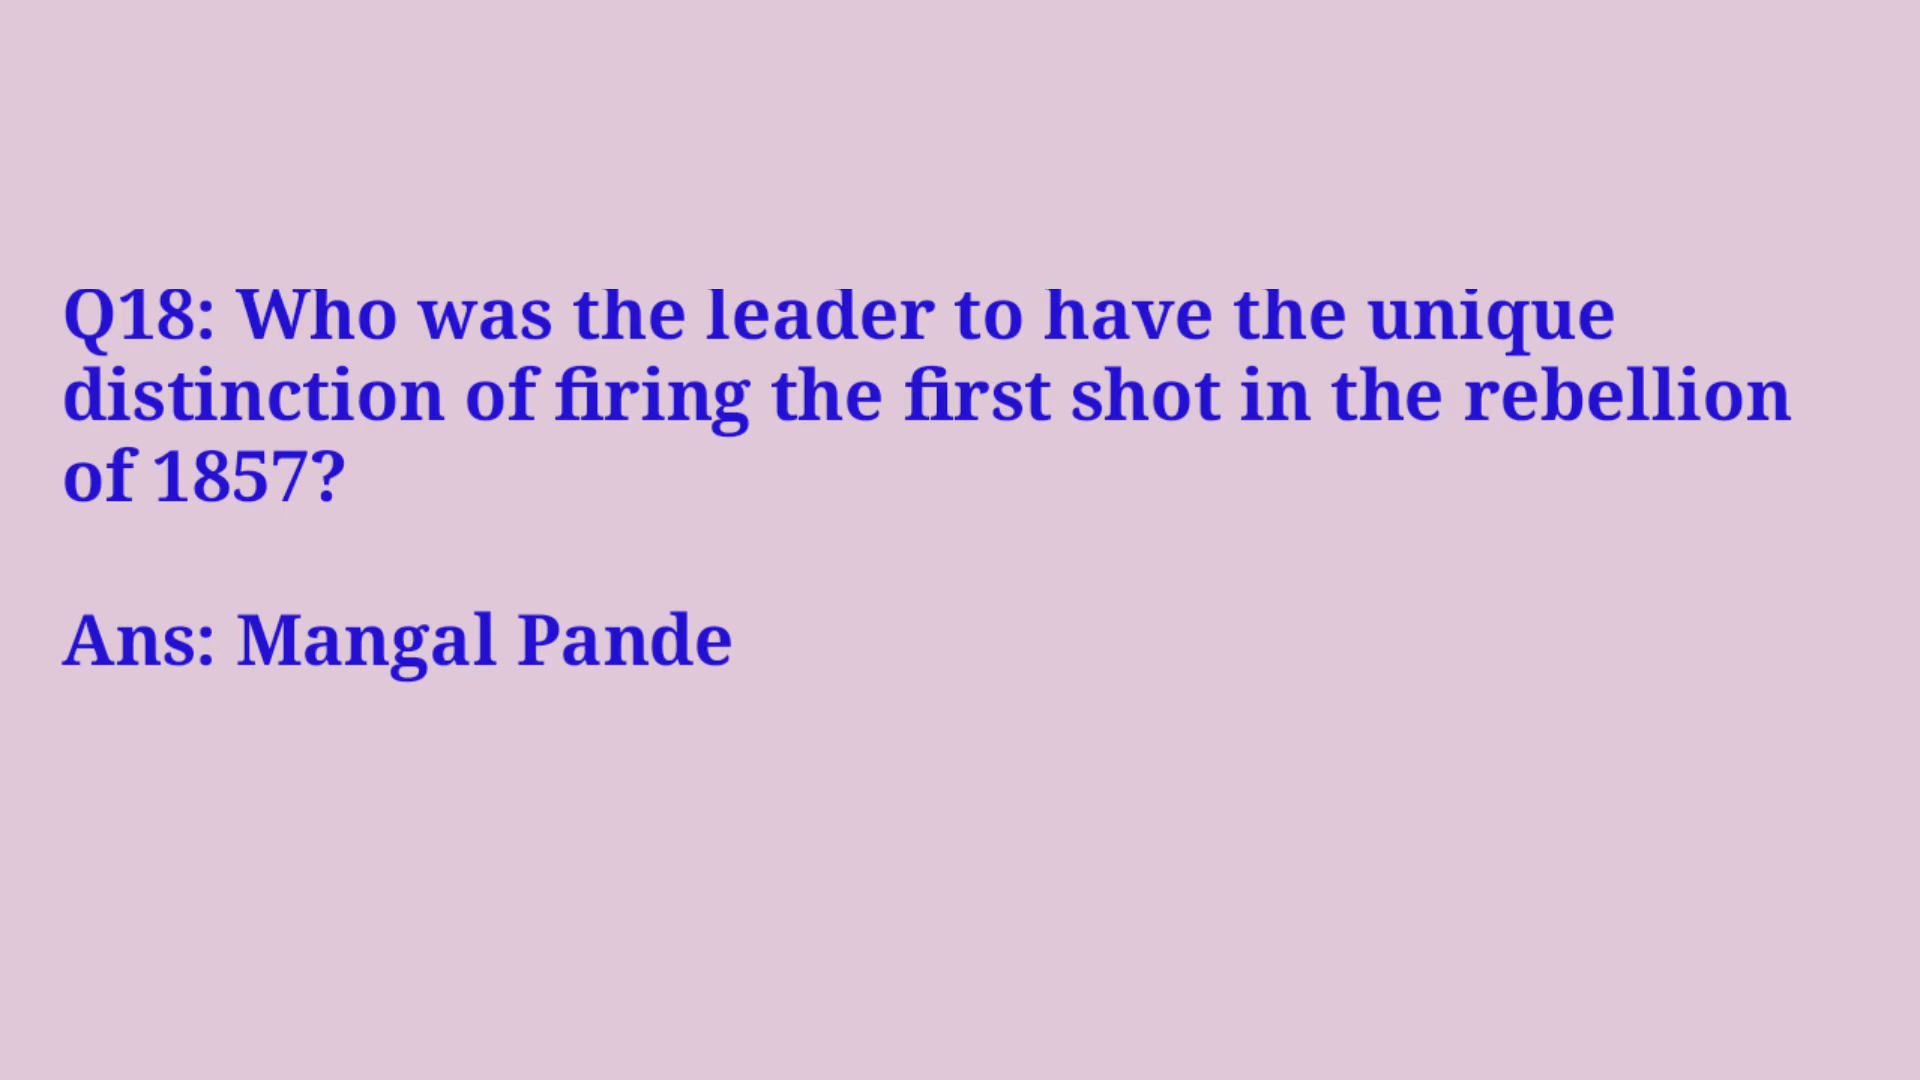 Q18: Who was the leader to have the unique
distinction of firing the first shot in the rebellion
of 1857?
Ans: Mangal Pande